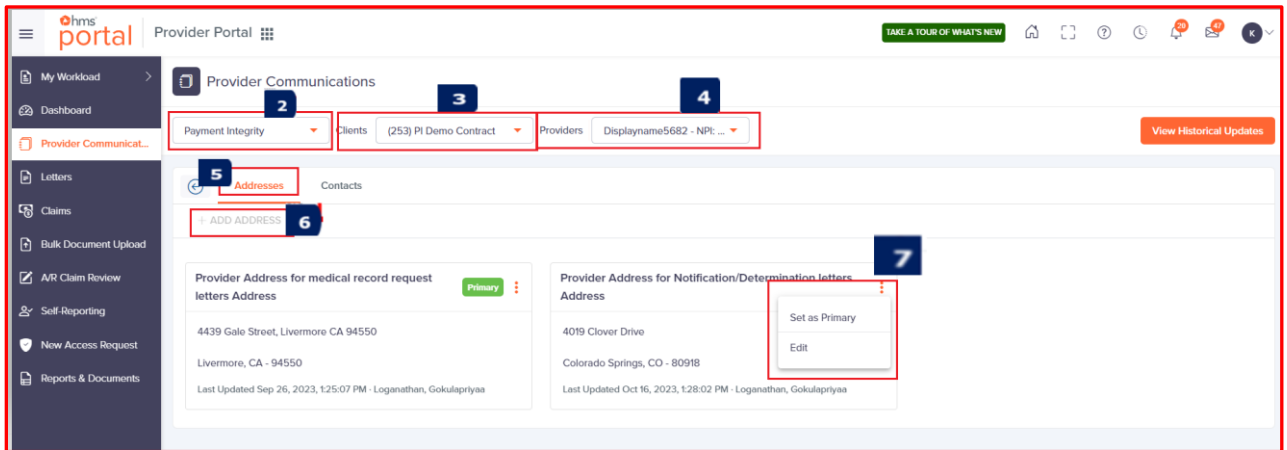 hms
portal
Provider Portal
TAKE A TOUR OF WHAT'S NEW
20
47
K
My Workload
Dashboard
Provider Communicat...
Letters
Claims
Bulk Document Upload
A/R Claim Review
Self-Reporting
New Access Request
Reports & Documents
Provider Communications
2
3
4
Payment Integrity
Clients
(253) PI Demo Contract
Providers
Displayname5682 - NPI: ...
View Historical Updates
5
Addresses
Contacts
+ ADD ADDRESS
6
7
Provider Address for medical record request
letters Address
Primary
4439 Gale Street, Livermore CA 94550
Livermore, CA - 94550
Last Updated Sep 26, 2023, 1:25:07 PM - Loganathan, Gokulapriyaa
Provider Address for Notification/Determination letters
Address
4019 Clover Drive
Colorado Springs, CO - 80918
Last Updated Oct 16, 2023, 1:28:02 PM - Loganathan, Gokulapriyaa
Set as Primary
Edit